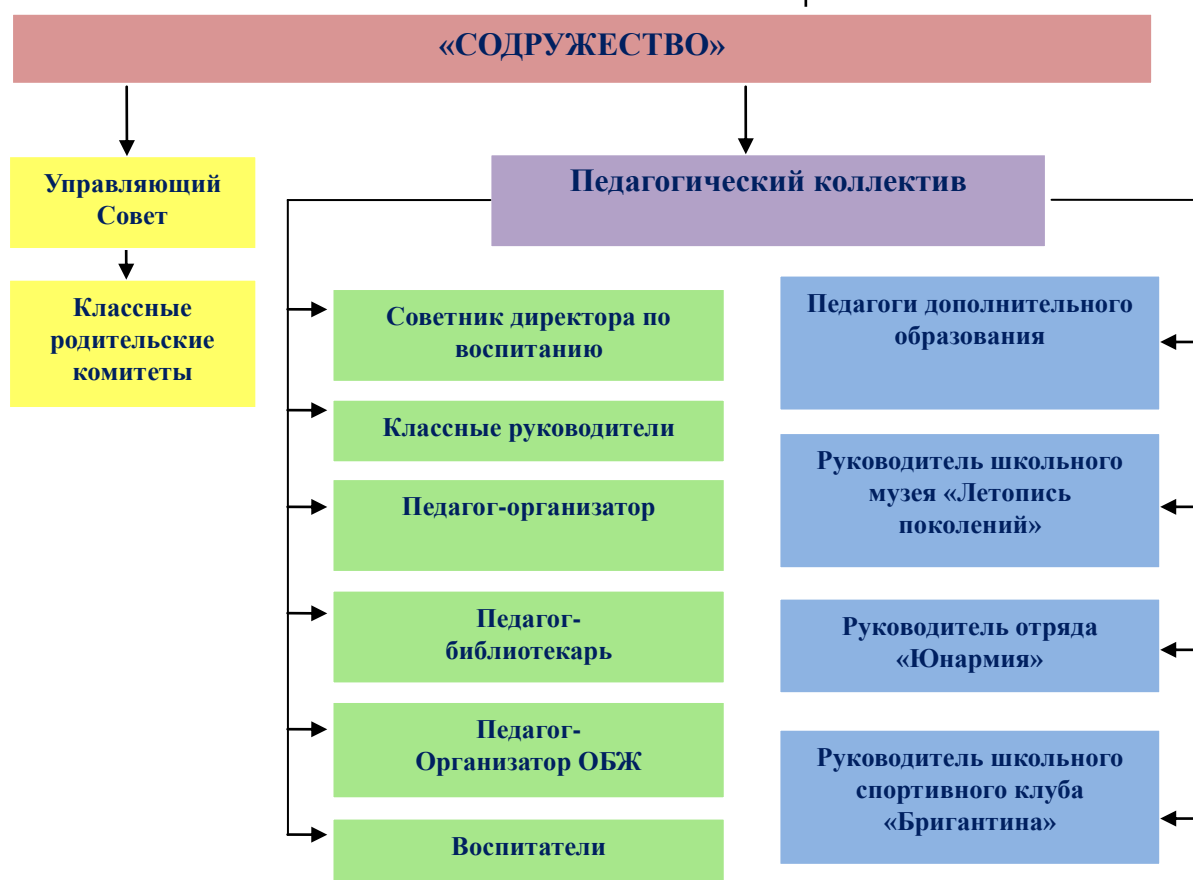 «СОДРУЖЕСТВО»
Управляющий
Совет
Классные
родительские
комитеты
Педагогический коллектив
Советник директора по
воспитанию
Классные руководители
Педагог-организатор
Педагог-
библиотекарь
Педагог-
Организатор ОБЖ
Воспитатели
Педагоги дополнительного
образования
Руководитель школьного
музея «Летопись
поколений»
Руководитель отряда
«Юнармия»
Руководитель школьного
спортивного клуба
«Бригантина»